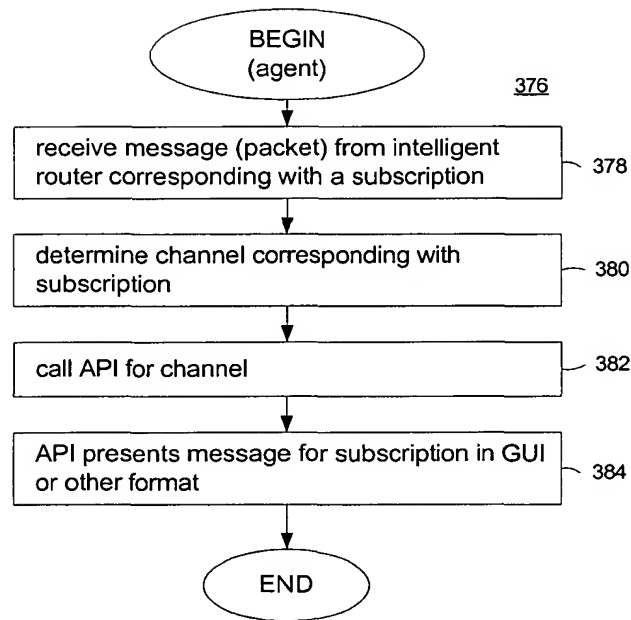 BEGIN
(agent)
376
receive message (packet) from intelligent
router corresponding with a subscription
378
determine channel corresponding with
subscription
380
call API for channel
382
API presents message for subscription in GUI
or other format
384
END